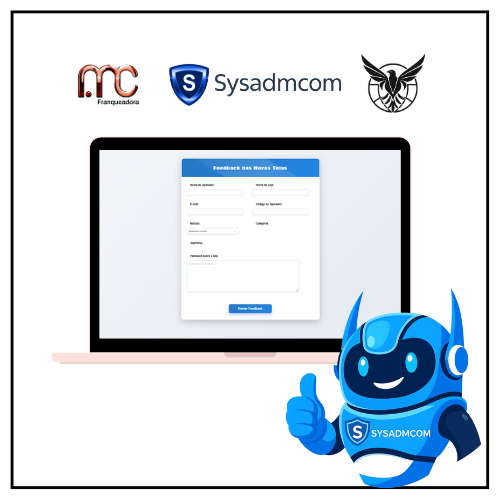 MC
Franqueadora
S Sysadmcom
Feedback das Novas Telas
Nome do Operador:
Nome da Loja:
E-mail:
Código do Operador:
Módulo:
Categoria:
Feedback sobre a tela:
Enviar Feedback
S SYSADMCOM